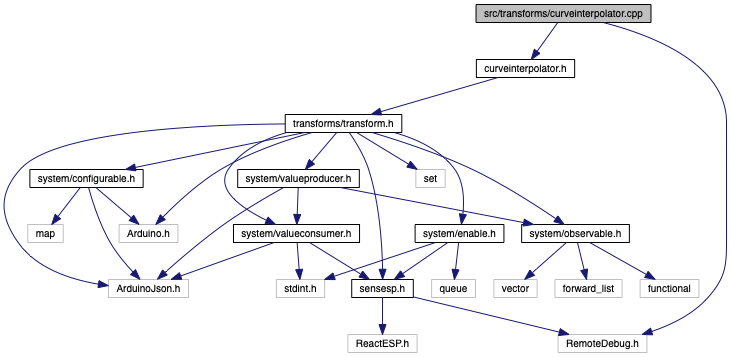 src/transforms/curveinterpolator.cpp
curveinterpolator.h
transforms/transform.h
system/configurable.h
system/valueproducer.h
set
map
Arduino.h
system/valueconsumer.h
system/enable.h
system/observable.h
ArduinoJson.h
stdint.h
sensesp.h
queue
vector
forward_list
functional
ReactESP.h
RemoteDebug.h